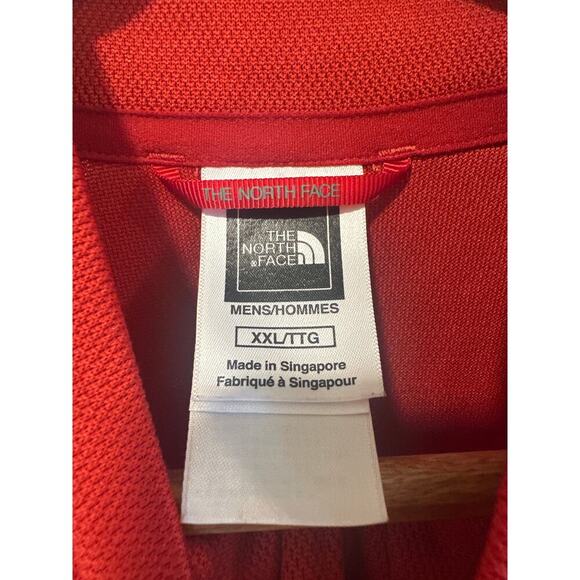 THE NORTH FACE
THE
NORTH
®FACE
MENS/HOMMES
XXL/TTG
Made in Singapore
Fabriqué à Singapour